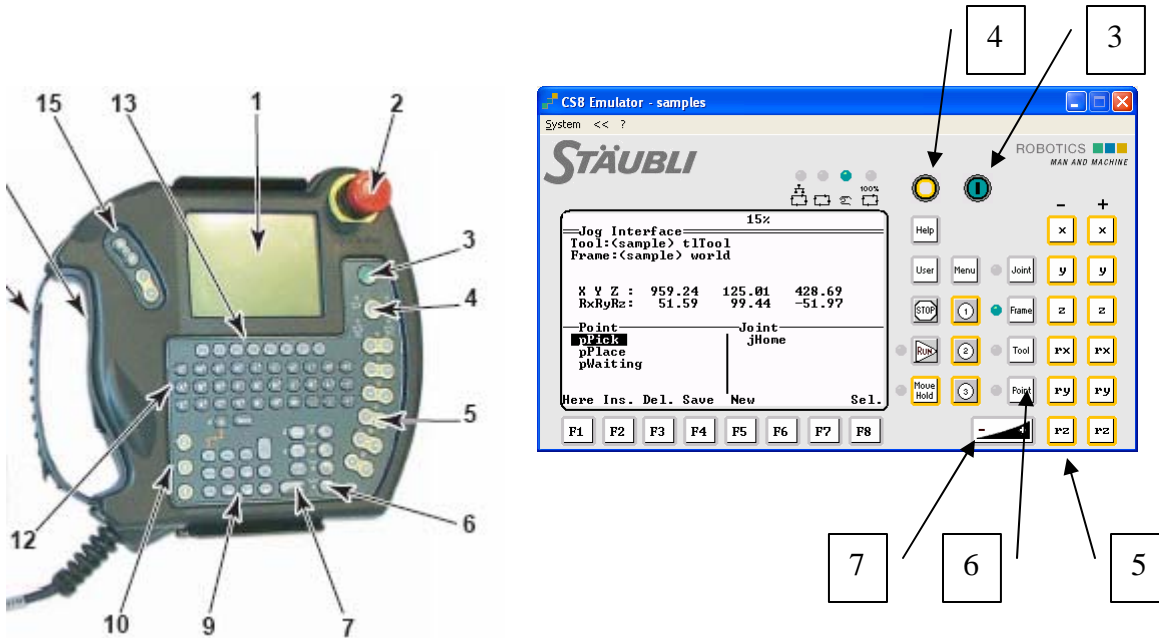 4
3
15
13
1
2
3
4
5
6
7
9
10
12
CS8 Emulator - samples
System << ?
STÄUBLI
ROBOTICS
MAN AND MACHINE
100%
15%
Jog Interface
Tool:(sample) tlTool
Frame:(sample) world
X Y Z : 959.24 125.01 428.69
RxRyRz: 51.59 99.44 -51.97
Point Joint
pPick jHome
pPlace
pWaiting
Here Ins. Del. Save New Sel.
F1 F2 F3 F4 F5 F6 F7 F8
- +
Help x x
User Menu Joint y y
STOP 1 Frame z z
RUN 2 Tool rx rx
Move Hold 3 Point ry ry
- + rz rz
7
6
5